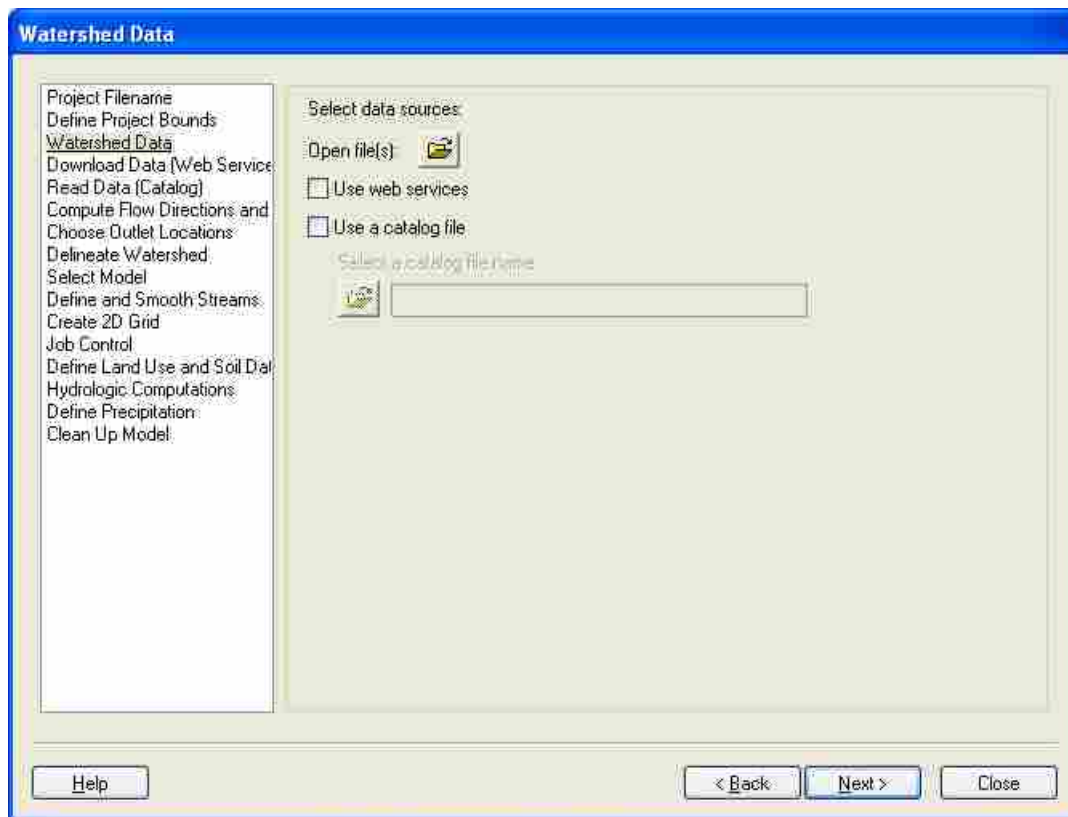 Watershed Data
Project Filename
Define Project Bounds
Watershed Data
Download Data (Web Service
Read Data (Catalog)
Compute Flow Directions and
Choose Outlet Locations
Delineate Watershed
Select Model
Define and Smooth Streams
Create 2D Grid
Job Control
Define Land Use and Soil Dat
Hydrologic Computations
Define Precipitation
Clean Up Model
Select data sources:
Open file(s):
Use web services
Use a catalog file
Select a catalog file name
Help
< Back
Next >
Close